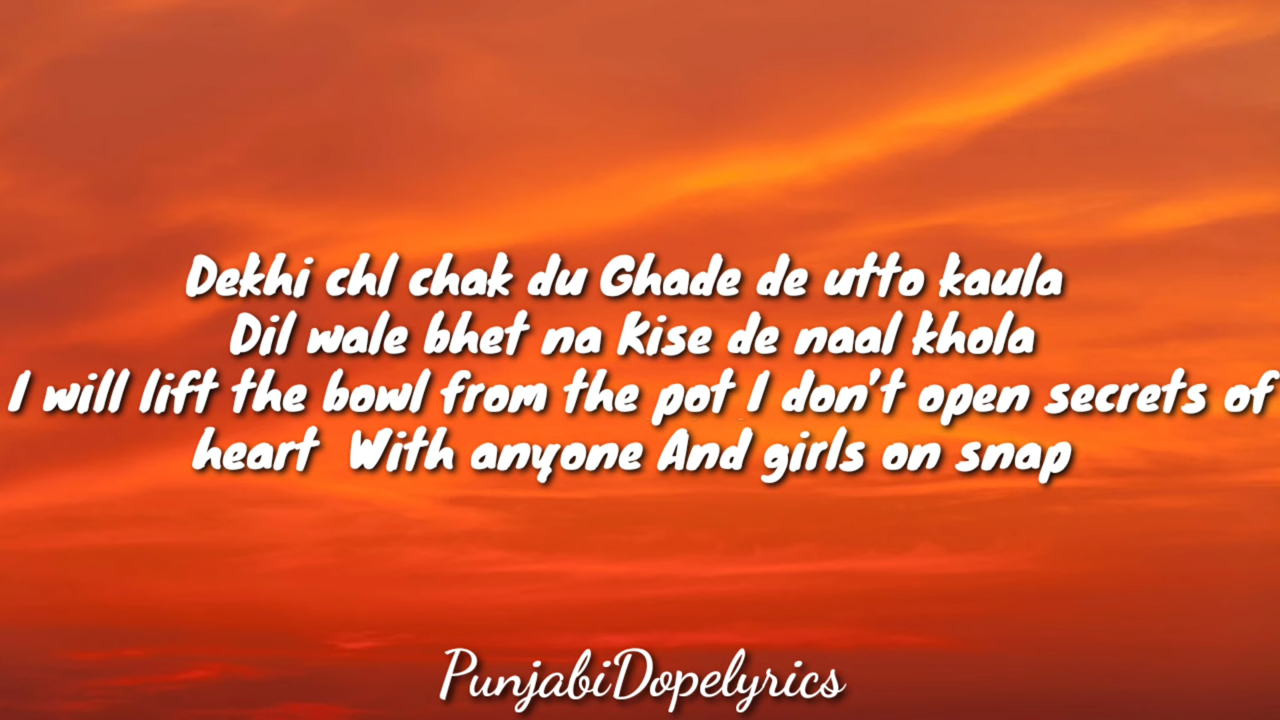 Dekhi chl chak du Ghade de utto kaula
Dil wale bhet na Kise de naal khola
I will lift the bowl from the pot I don't open secrets of
heart With anyone And girls on snap
PunjabiDopelyrics